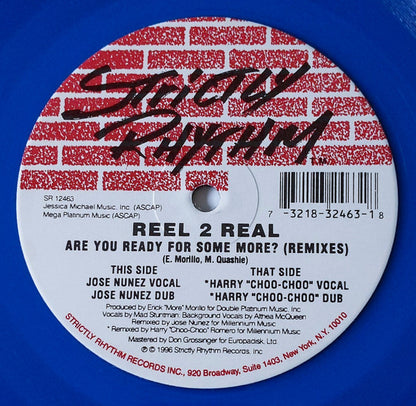 STRICTLY
RHYTHM
SR 12463
Jessica Michael Music, Inc (ASCAP)
Mega Platinum Music (ASCAP)
7 -3218-32463-1 8
REEL 2 REAL
ARE YOU READY FOR SOME MORE? (REMIXES)
(E. Morillo, M. Quashie)
THIS SIDE
JOSE NUNEZ VOCAL
JOSE NUNEZ DUB
THAT SIDE
*HARRY "CHOO-CHOO" VOCAL
*HARRY "CHOO-CHOO" DUB
Produced by Erick "More" Morillo for Double Platinum Music, Inc.
Vocals by Mad Stuntman: Background Vocals by Althea McQueen
Remixed by Jose Nunez for Millennium Music
* Remixed by Harry "Choo-Choo" Romero for Millennium Music
Mastered by Don Grossinger for Europadisk, Ltd.
℗ © 1996 Strictly Rhythm Records, Inc.
STRICTLY RHYTHM RECORDS INC., 920 Broadway, Suite 1403, New York, N.Y. 10010